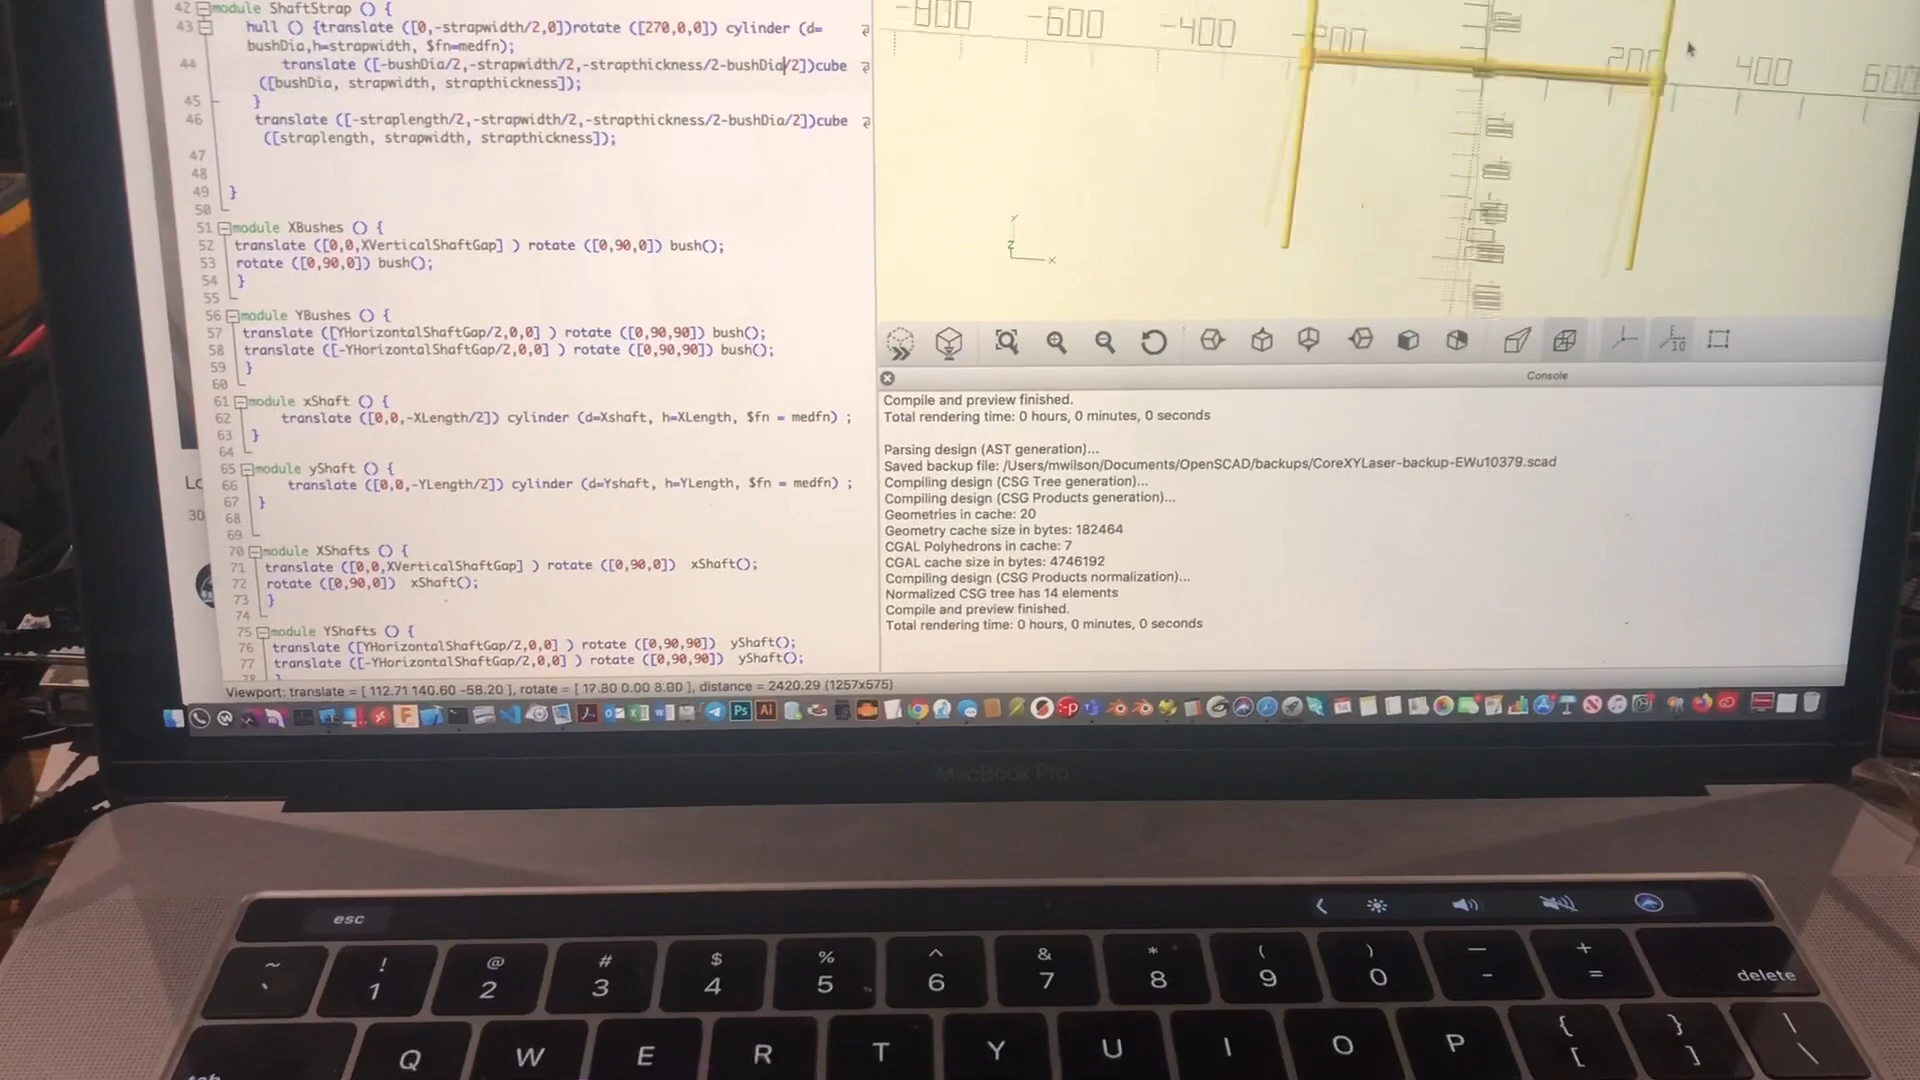 42 module ShaftStrap () {
43 hull () {translate ([0,-strapwidth/2,0])rotate ([270,0,0]) cylinder (d=
bushDia,h=strapwidth, $fn=medfn);
44 translate ([-bushDia/2,-strapwidth/2,-strapthickness/2-bushDia/2])cube
([bushDia, strapwidth, strapthickness]);
45 }
46 translate ([-straplength/2,-strapwidth/2,-strapthickness/2-bushDia/2])cube
([straplength, strapwidth, strapthickness]);
47
48
49 }
50
51 module XBushes () {
52 translate ([0,0,XVerticalShaftGap] ) rotate ([0,90,0]) bush();
53 rotate ([0,90,0]) bush();
54 }
55
56 module YBushes () {
57 translate ([YHorizontalShaftGap/2,0,0] ) rotate ([0,90,90]) bush();
58 translate ([-YHorizontalShaftGap/2,0,0] ) rotate ([0,90,90]) bush();
59 }
60
61 module xShaft () {
62 translate ([0,0,-XLength/2]) cylinder (d=Xshaft, h=XLength, $fn = medfn) ;
63 }
64
65 module yShaft () {
66 translate ([0,0,-YLength/2]) cylinder (d=Yshaft, h=YLength, $fn = medfn) ;
67 }
68
69
70 module XShafts () {
71 translate ([0,0,XVerticalShaftGap] ) rotate ([0,90,0]) xShaft();
72 rotate ([0,90,0]) xShaft();
73 }
74
75 module YShafts () {
76 translate ([YHorizontalShaftGap/2,0,0] ) rotate ([0,90,90]) yShaft();
77 translate ([-YHorizontalShaftGap/2,0,0] ) rotate ([0,90,90]) yShaft();
78 }
Viewport: translate = [ 112.71 140.60 -58.20 ], rotate = [ 17.80 0.00 8.80 ], distance = 2420.29 (1257x575)
Lo
30
-800 -600 -400 -200 200 400 600
Y
Z
X
10
Console
Compile and preview finished.
Total rendering time: 0 hours, 0 minutes, 0 seconds
Parsing design (AST generation)...
Saved backup file: /Users/mwilson/Documents/OpenSCAD/backups/CoreXYLaser-backup-EWu10379.scad
Compiling design (CSG Tree generation)...
Compiling design (CSG Products generation)...
Geometries in cache: 20
Geometry cache size in bytes: 182464
CGAL Polyhedrons in cache: 7
CGAL cache size in bytes: 4746192
Compiling design (CSG Products normalization)...
Normalized CSG tree has 14 elements
Compile and preview finished.
Total rendering time: 0 hours, 0 minutes, 0 seconds
F Ps Ai
MacBook Pro
esc
~ ! @ # $ % ^ & * ( ) — +
` 1 2 3 4 5 6 7 8 9 0 - = delete
tab Q W E R T Y U I O P { [ } ] | \